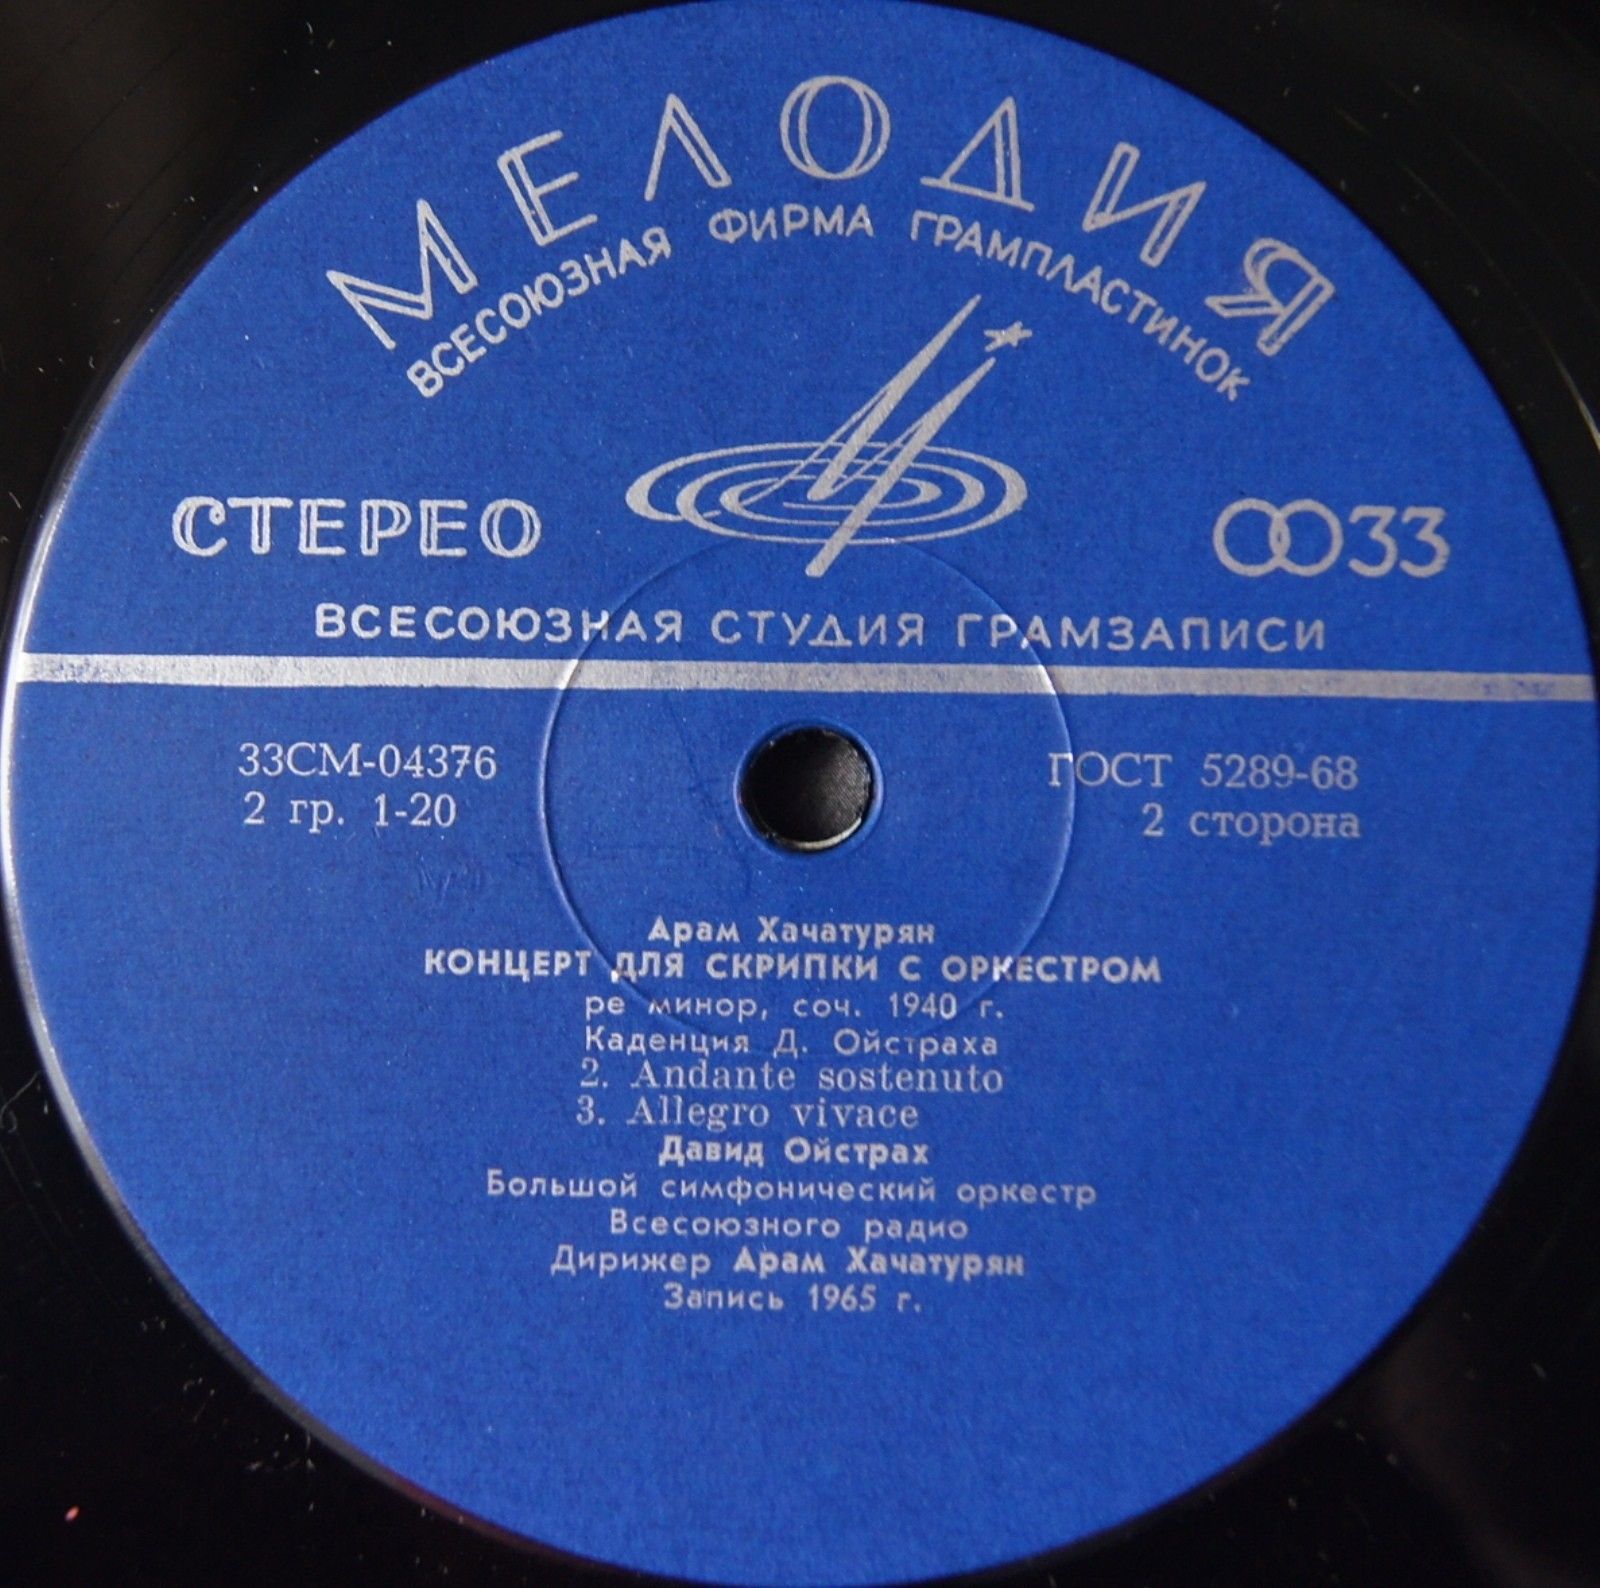 МЕЛОДИЯ
ВСЕСОЮЗНАЯ ФИРМА ГРАМПЛАСТИНОК
СТЕРЕО
33
ВСЕСОЮЗНАЯ СТУДИЯ ГРАМЗАПИСИ
33СМ-04376
ГОСТ 5289-68
2 гр. 1-20
2 сторона
Арам Хачатурян
КОНЦЕРТ ДЛЯ СКРИПКИ С ОРКЕСТРОМ
ре минор, соч. 1940 г.
Каденция Д. Ойстраха
2. Andante sostenuto
3. Allegro vivace
Давид Ойстрах
Большой симфонический оркестр
Всесоюзного радио
Дирижер Арам Хачатурян
Запись 1965 г.